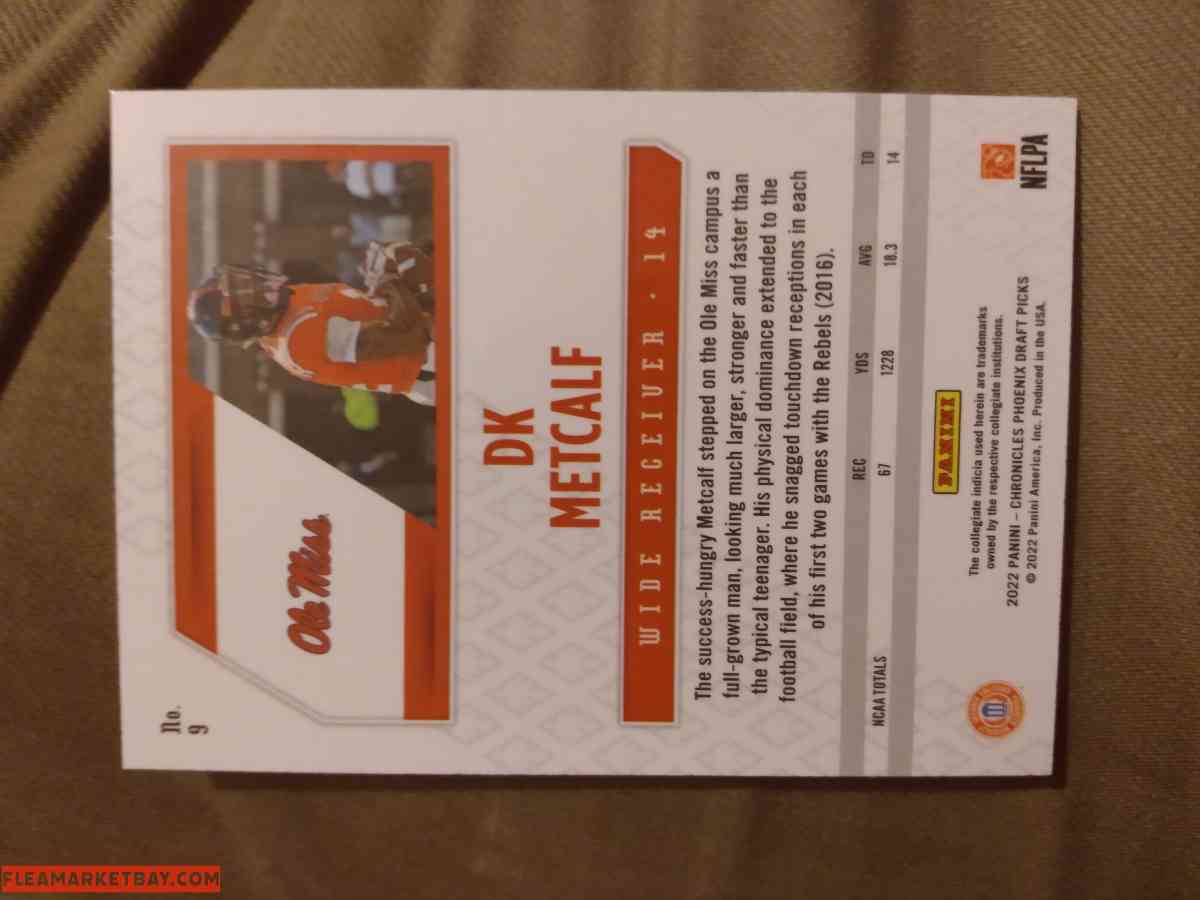 No.
9
Ole Miss
DK
METCALF
WIDE RECEIVER · 14
The success-hungry Metcalf stepped on the Ole Miss campus a
full-grown man, looking much larger, stronger and faster than
the typical teenager. His physical dominance extended to the
football field, where he snagged touchdown receptions in each
of his first two games with the Rebels (2016).
REC YDS AVG TD
NCAA TOTALS 67 1228 18.3 14
PANINI
The collegiate indicia used herein are trademarks
owned by the respective collegiate institutions.
2022 PANINI – CHRONICLES PHOENIX DRAFT PICKS
© 2022 Panini America, Inc. Produced in the USA.
NFLPA
FLEAMARKETBAY.COM